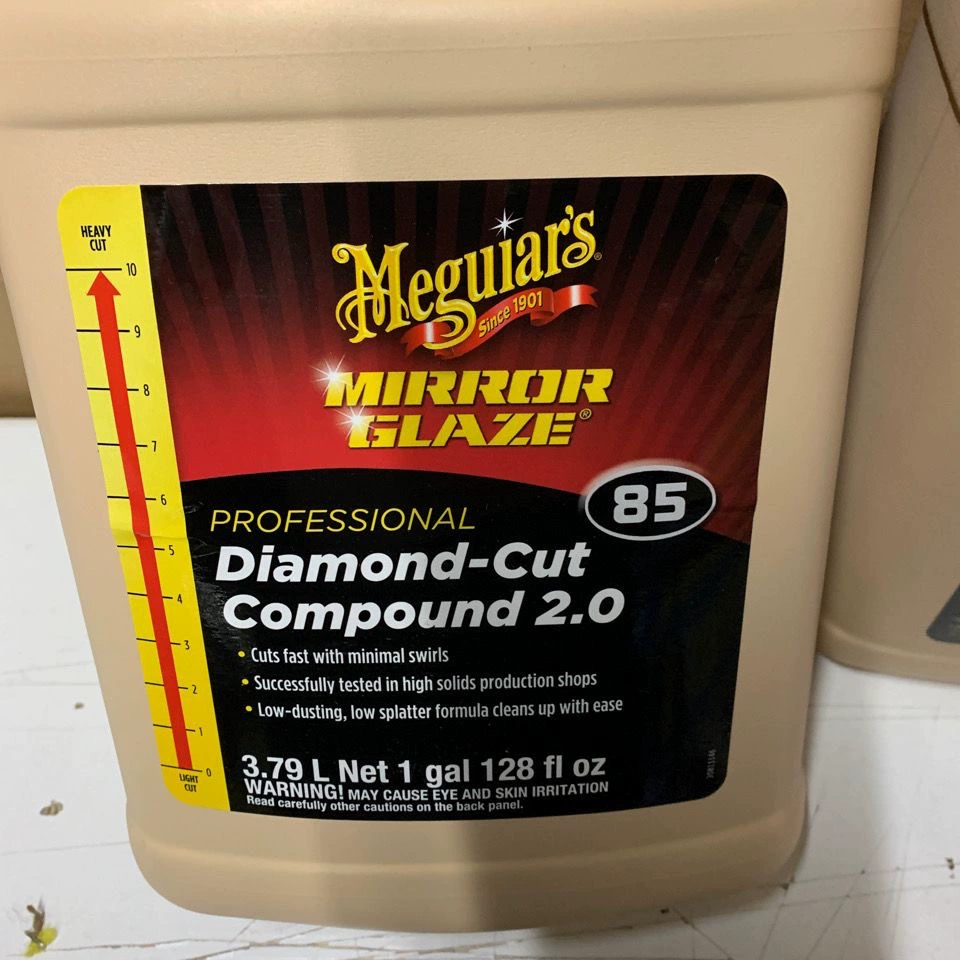 HEAVY
CUT
10
9
8
7
6
5
4
3
2
1
0
LIGHT
CUT
Meguiar's®
Since 1901
MIRROR
GLAZE®
85
PROFESSIONAL
Diamond-Cut
Compound 2.0
• Cuts fast with minimal swirls
• Successfully tested in high solids production shops
• Low-dusting, low splatter formula cleans up with ease
3.79 L Net 1 gal 128 fl oz
WARNING! MAY CAUSE EYE AND SKIN IRRITATION
Read carefully other cautions on the back panel.